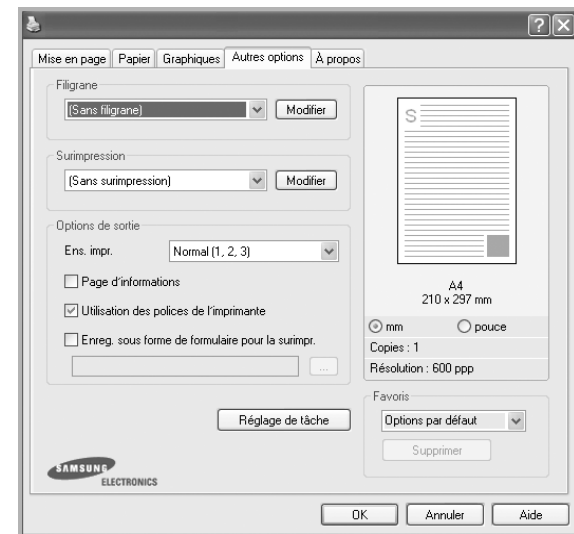 Mise en page Papier Graphiques Autres options À propos
Filigrane
(Sans filigrane) Modifier
Surimpression
(Sans surimpression) Modifier
Options de sortie
Ens. impr. Normal (1, 2, 3)
Page d'informations
Utilisation des polices de l'imprimante
Enreg. sous forme de formulaire pour la surimpr.
...
Réglage de tâche
SAMSUNG
ELECTRONICS
S
A4
210 x 297 mm
mm pouce
Copies : 1
Résolution : 600 ppp
Favoris
Options par défaut
Supprimer
OK Annuler Aide